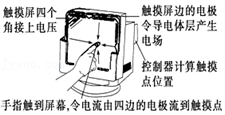 触摸屏四个
角接上电压
触摸屏边的电极
令导电体层产生
电场
控制器计算触摸
点位置
手指触到屏幕,令电流由四边的电极流到触摸点